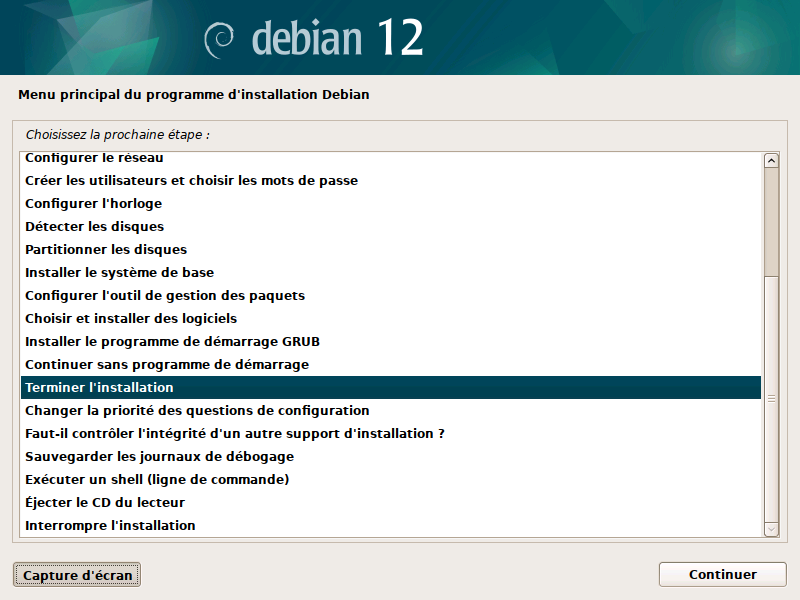 debian 12
Menu principal du programme d'installation Debian
Choisissez la prochaine étape :
Configurer le réseau
Créer les utilisateurs et choisir les mots de passe
Configurer l'horloge
Détecter les disques
Partitionner les disques
Installer le système de base
Configurer l'outil de gestion des paquets
Choisir et installer des logiciels
Installer le programme de démarrage GRUB
Continuer sans programme de démarrage
Terminer l'installation
Changer la priorité des questions de configuration
Faut-il contrôler l'intégrité d'un autre support d'installation ?
Sauvegarder les journaux de débogage
Exécuter un shell (ligne de commande)
Éjecter le CD du lecteur
Interrompre l'installation
Capture d'écran
Continuer